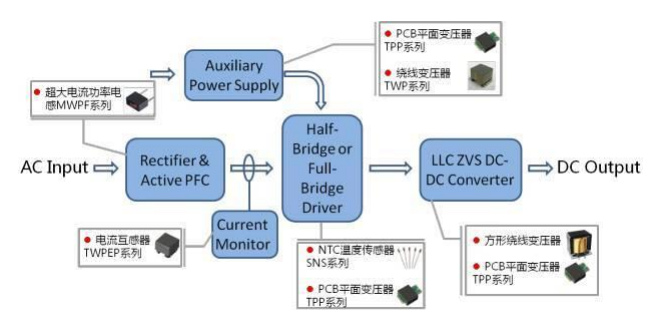 Auxiliary
Power Supply
PCB平面变压器
TPP系列
绕线变压器
TWP系列
超大电流功率电
感MWPF系列
AC Input
Rectifier &
Active PFC
Half-
Bridge or
Full-
Bridge
Driver
LLC ZVS DC-
DC Converter
DC Output
Current
Monitor
电流互感器
TWPEP系列
NTC温度传感器
SNS系列
PCB平面变压器
TPP系列
方形绕线变压器
PCB平面变压器
TPP系列